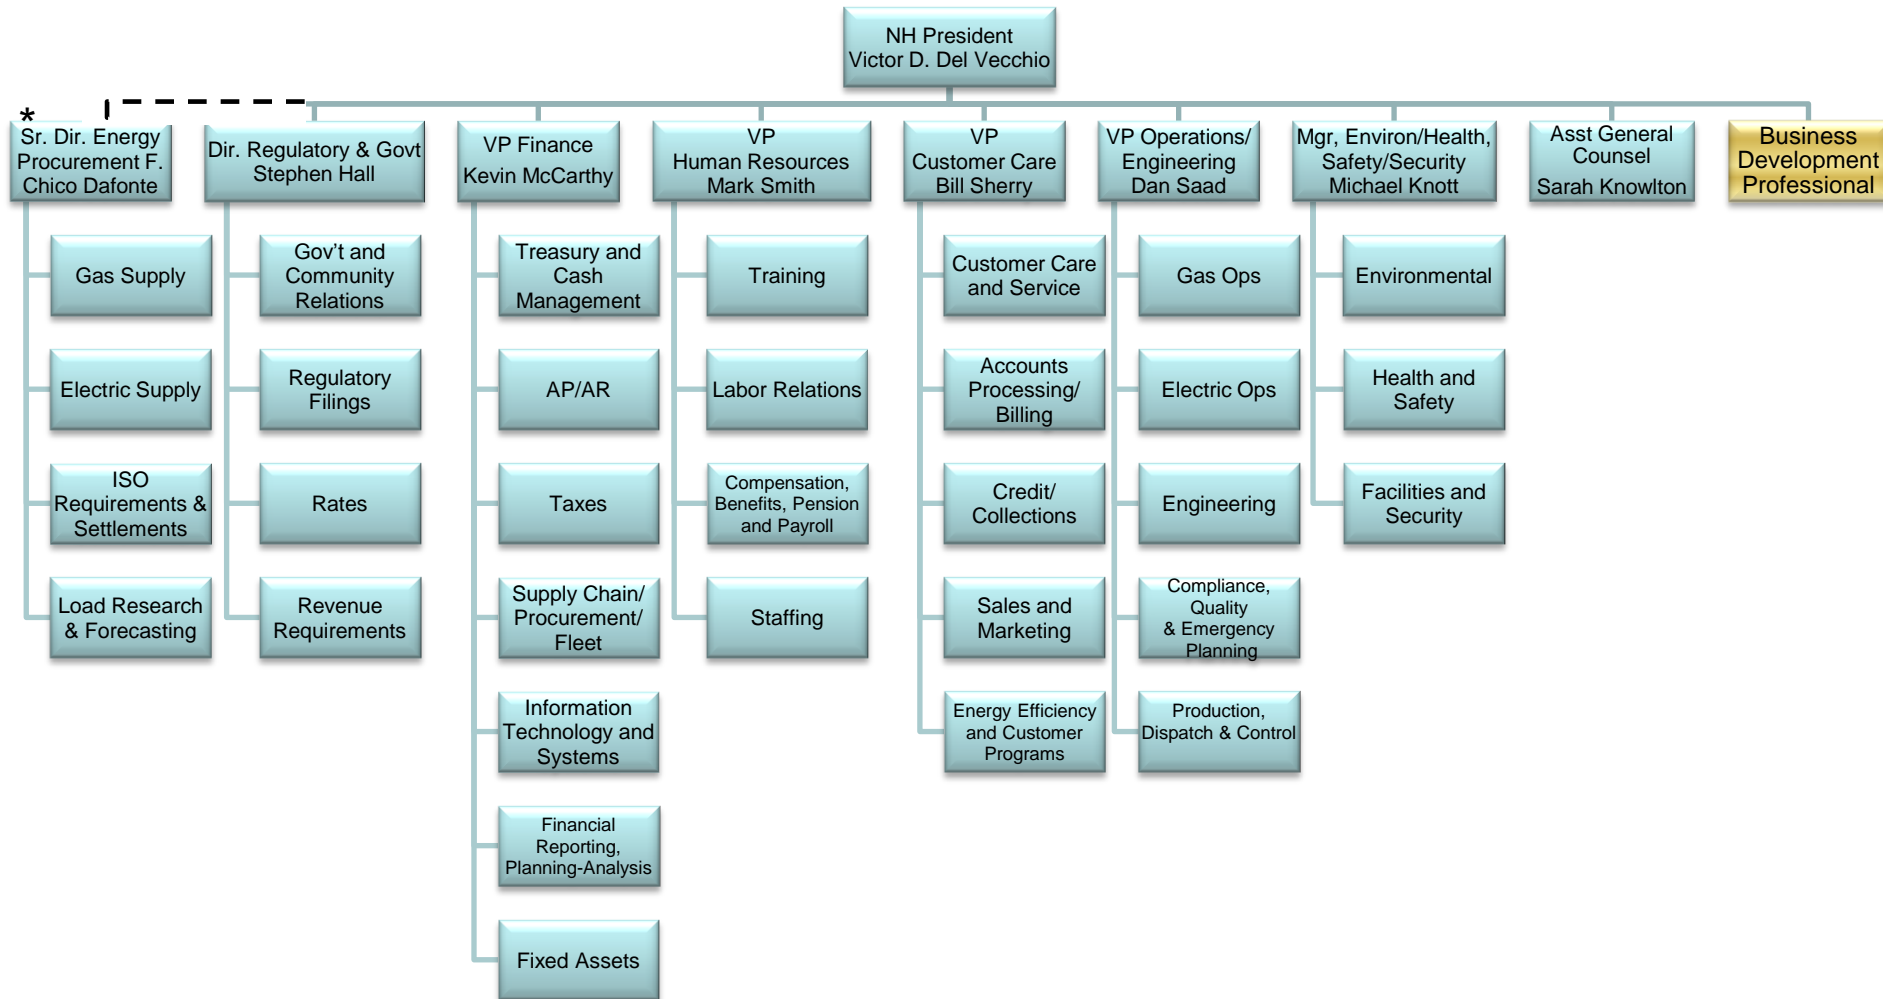 NH President
Victor D. Del Vecchio
*
Sr. Dir. Energy
Procurement F.
Chico Dafonte
Dir. Regulatory & Govt
Stephen Hall
VP Finance
Kevin McCarthy
VP
Human Resources
Mark Smith
VP
Customer Care
Bill Sherry
VP Operations/
Engineering
Dan Saad
Mgr, Environ/Health,
Safety/Security
Michael Knott
Asst General
Counsel
Sarah Knowlton
Business
Development
Professional
Gas Supply
Electric Supply
ISO
Requirements &
Settlements
Load Research
& Forecasting
Gov't and
Community
Relations
Regulatory
Filings
Rates
Revenue
Requirements
Treasury and
Cash
Management
AP/AR
Taxes
Supply Chain/
Procurement/
Fleet
Information
Technology and
Systems
Financial
Reporting,
Planning-Analysis
Fixed Assets
Training
Labor Relations
Compensation,
Benefits, Pension
and Payroll
Staffing
Customer Care
and Service
Accounts
Processing/
Billing
Credit/
Collections
Sales and
Marketing
Energy Efficiency
and Customer
Programs
Gas Ops
Electric Ops
Engineering
Compliance,
Quality
& Emergency
Planning
Production,
Dispatch & Control
Environmental
Health and
Safety
Facilities and
Security